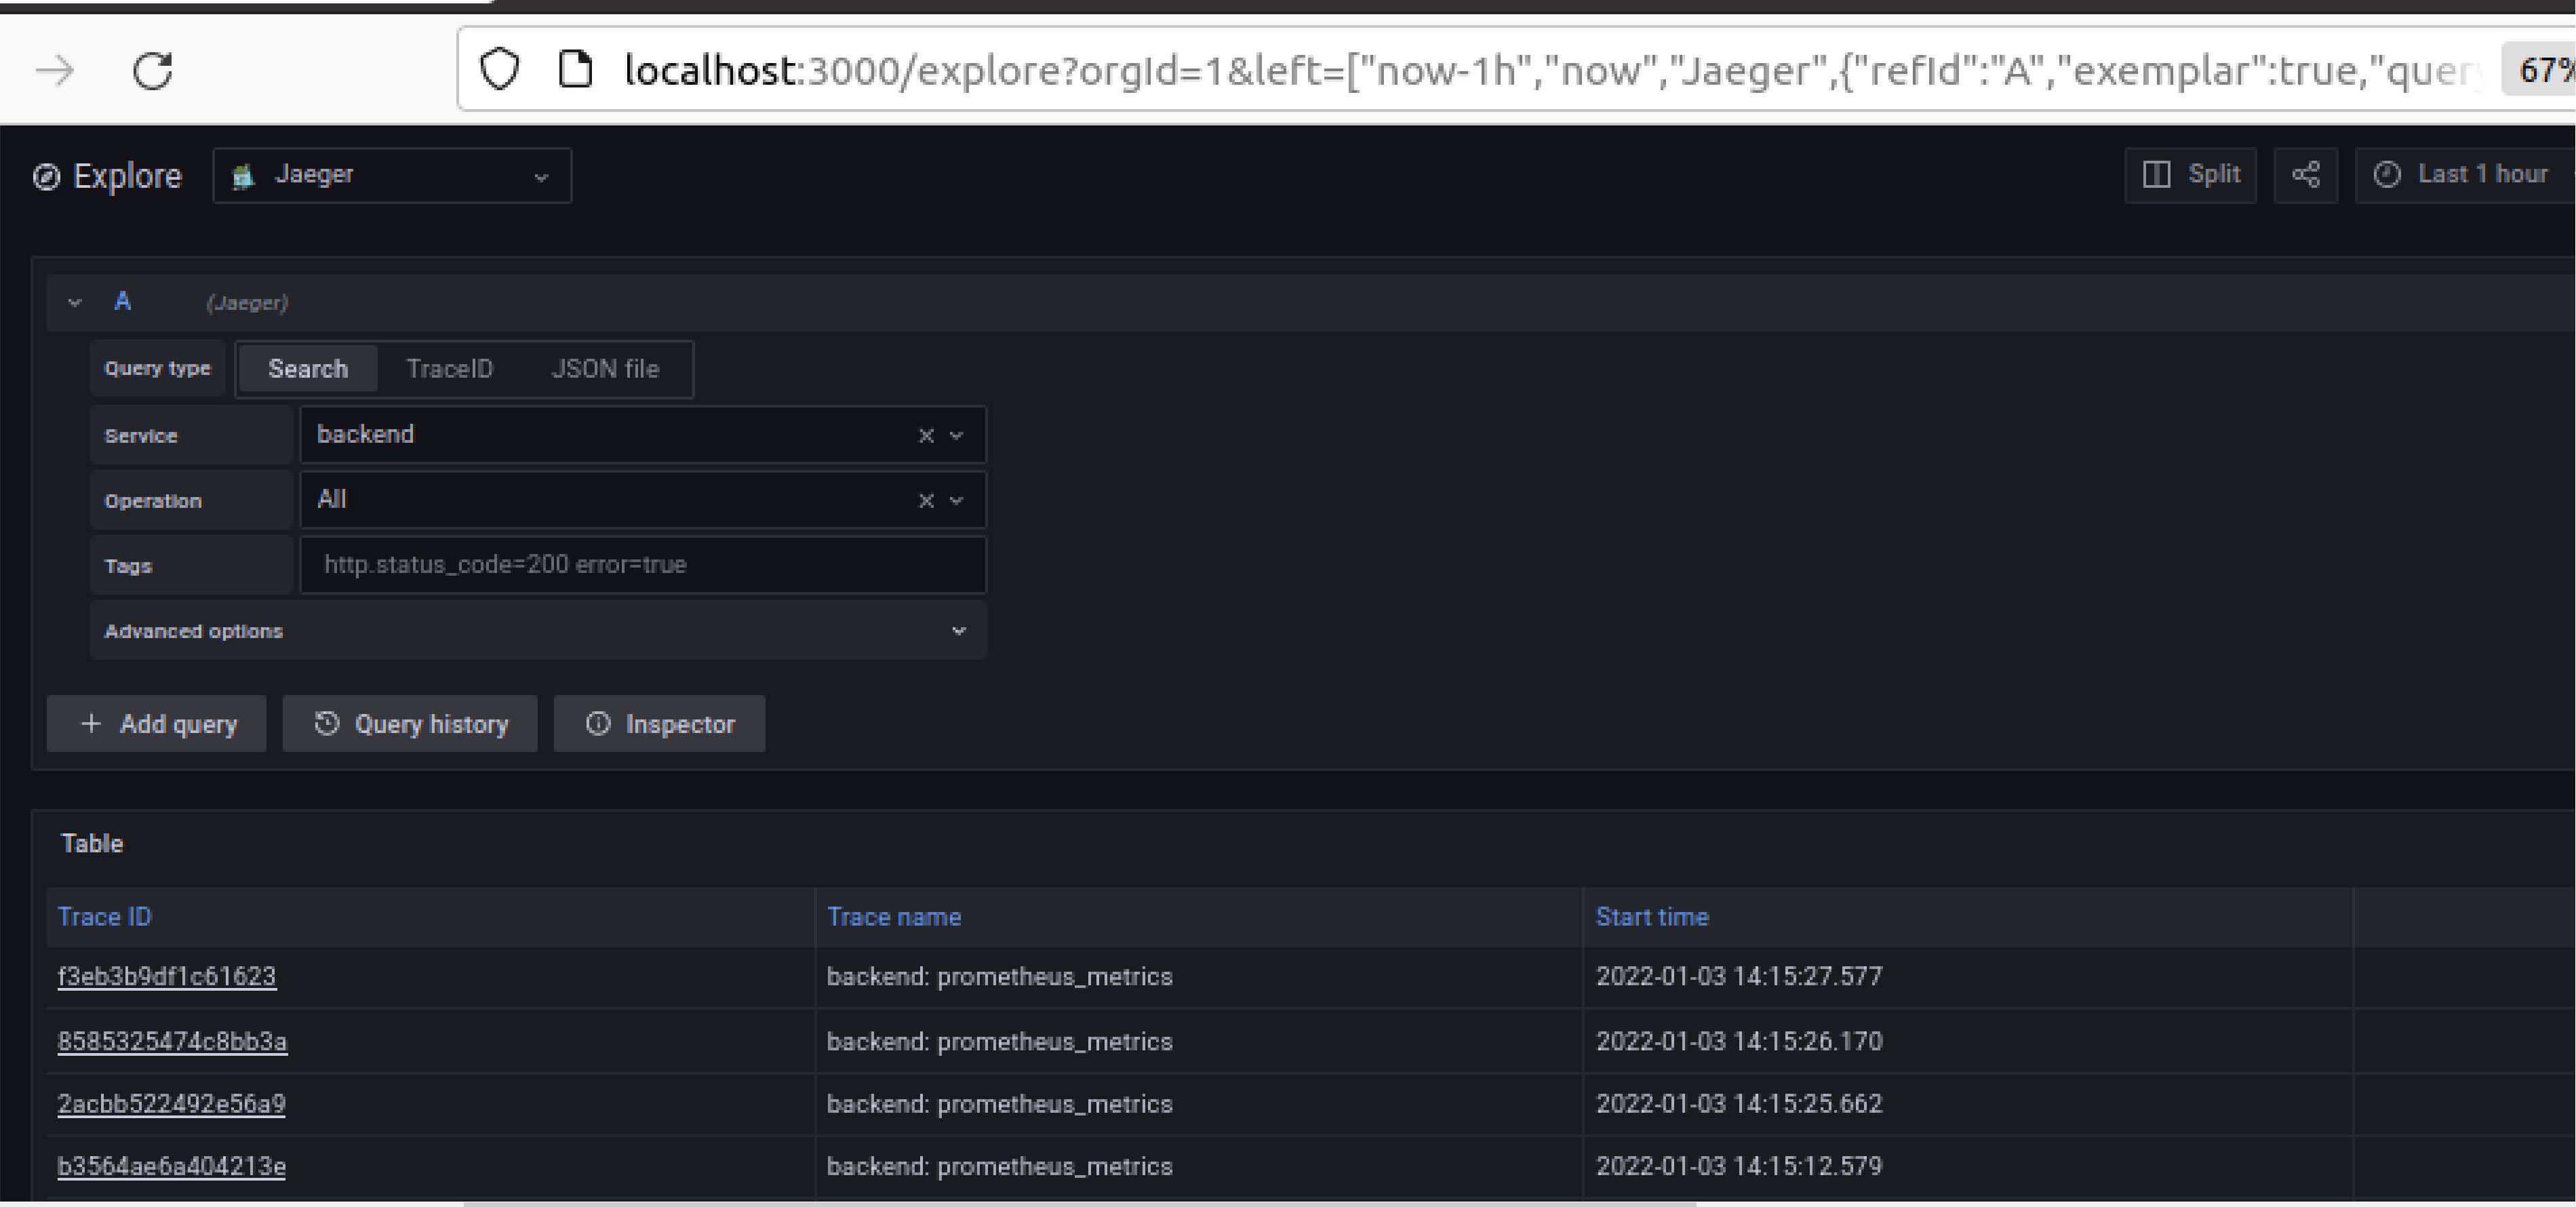 localhost:3000/explore?orgId=1&left=["now-1h","now","Jaeger",{"refId":"A","exemplar":true,"query 67%
Explore Jaeger Split Last 1 hour
A (Jaeger)
Query type Search TraceID JSON file
Service backend
Operation All
Tags http.status_code=200 error=true
Advanced options
+ Add query Query history Inspector
Table
Trace ID Trace name Start time
f3eb3b9df1c61623 backend: prometheus_metrics 2022-01-03 14:15:27.577
8585325474c8bb3a backend: prometheus_metrics 2022-01-03 14:15:26.170
2acbb522492e56a9 backend: prometheus_metrics 2022-01-03 14:15:25.662
b3564ae6a404213e backend: prometheus_metrics 2022-01-03 14:15:12.579